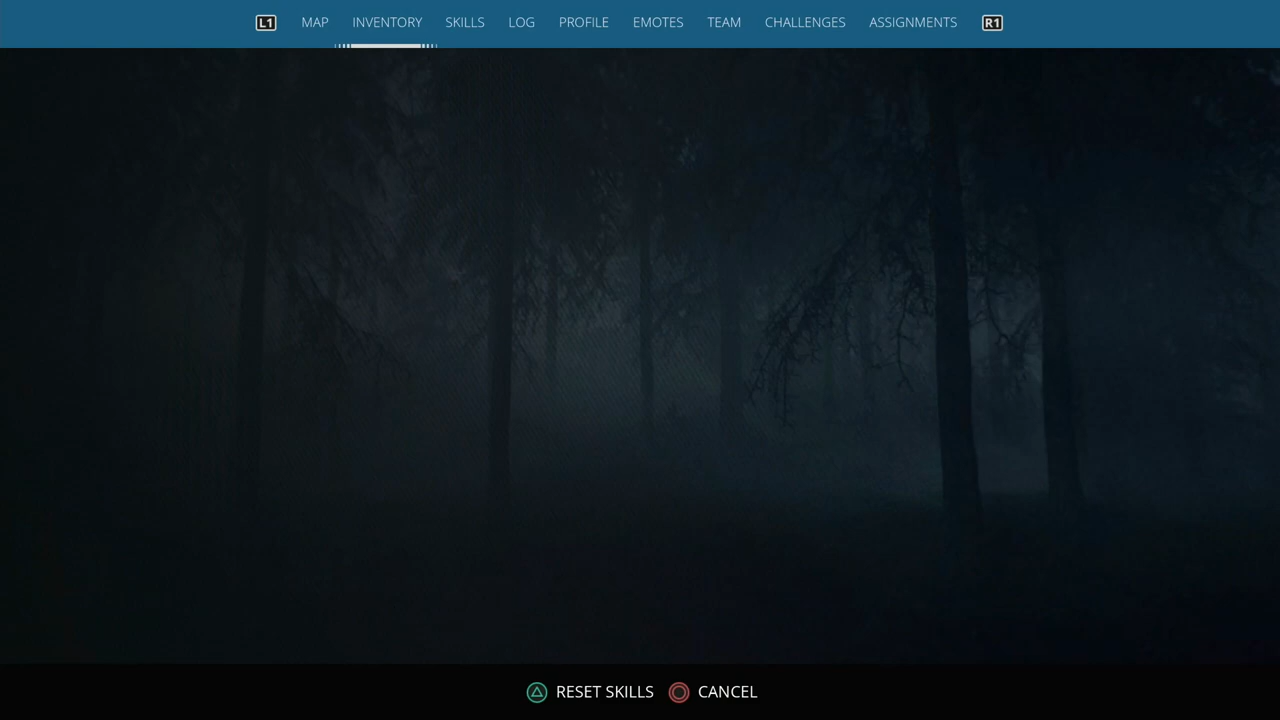 L1 MAP INVENTORY SKILLS LOG PROFILE EMOTES TEAM CHALLENGES ASSIGNMENTS R1
RESET SKILLS CANCEL